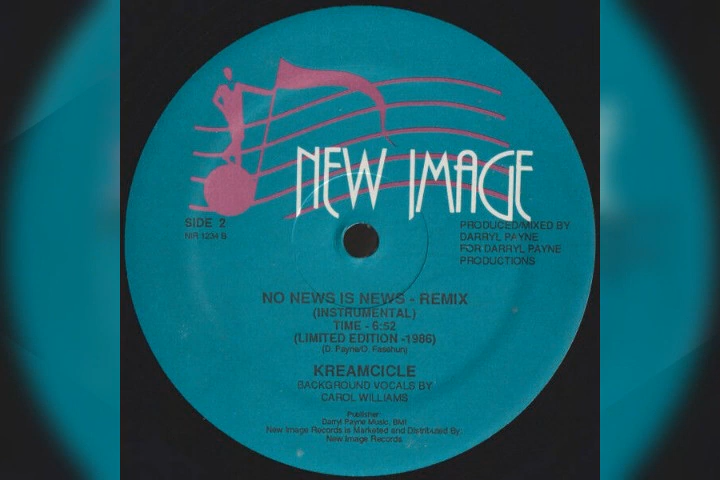 NEW IMAGE
SIDE 2
NIR 1234 B
PRODUCED/MIXED BY
DARRYL PAYNE
FOR DARRYL PAYNE
PRODUCTIONS
NO NEWS IS NEWS - REMIX
(INSTRUMENTAL)
TIME - 6:52
(LIMITED EDITION -1986)
(D. Payne/O. Fasshun)
KREAMCICLE
BACKGROUND VOCALS BY
CAROL WILLIAMS
Publisher:
Darryl Payne Music, BMI
New Image Records is Marketed and Distributed By:
New Image Records